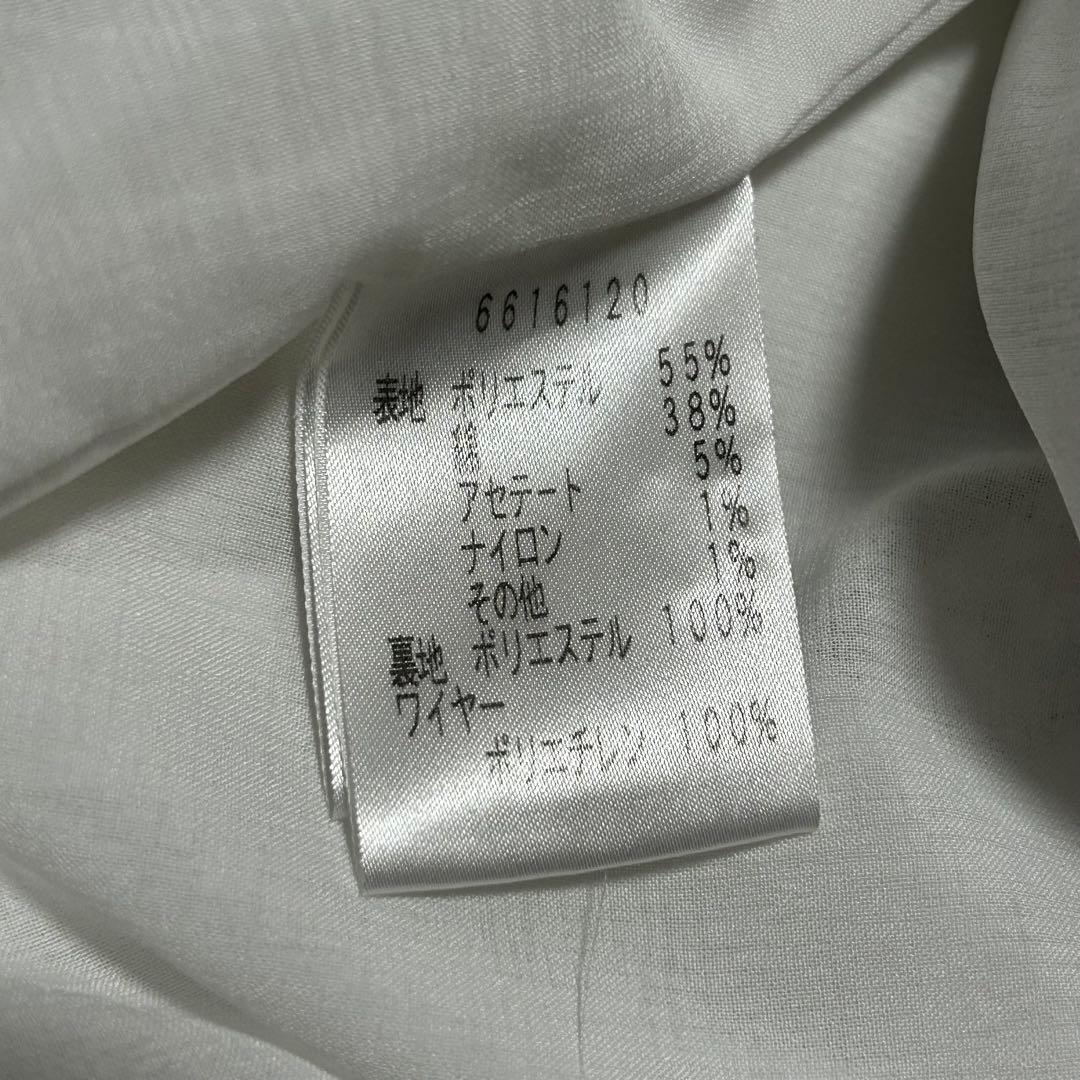 6616120
表地 ポリエステル 55%
38%
アセテート 5%
ナイロン 1%
その他 1%
裏地 ポリエステル 100%
ワイヤー
ポリエチレン 100%